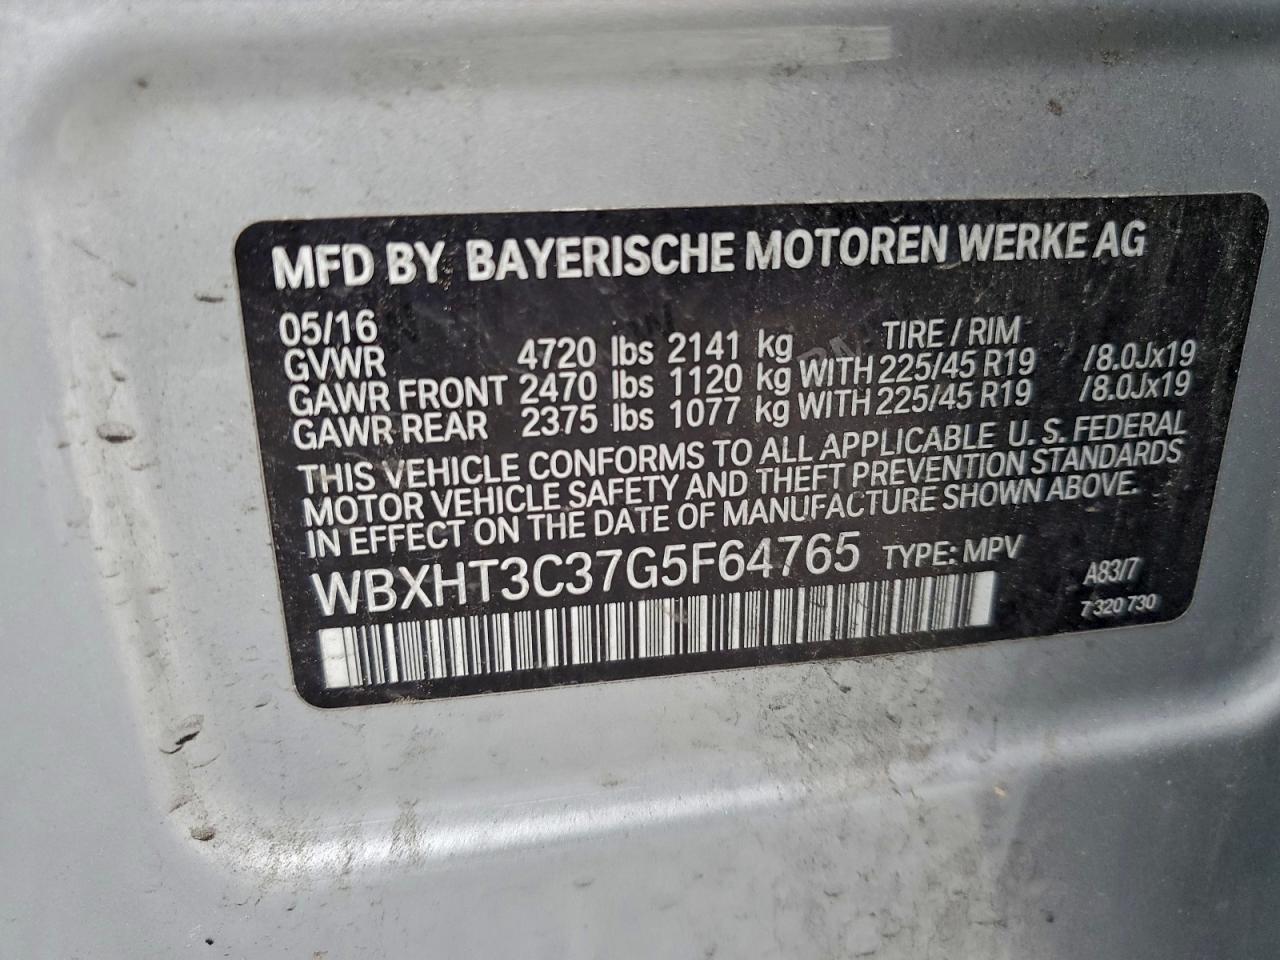 MFD BY BAYERISCHE MOTOREN WERKE AG
05/16 TIRE / RIM
GVWR 4720 lbs 2141 kg
GAWR FRONT 2470 lbs 1120 kg WITH 225/45 R19 /8.0Jx19
GAWR REAR 2375 lbs 1077 kg WITH 225/45 R19 /8.0Jx19
THIS VEHICLE CONFORMS TO ALL APPLICABLE U. S. FEDERAL
MOTOR VEHICLE SAFETY AND THEFT PREVENTION STANDARDS
IN EFFECT ON THE DATE OF MANUFACTURE SHOWN ABOVE.
WBXHT3C37G5F64765 TYPE: MPV
A83/7
7 320 730